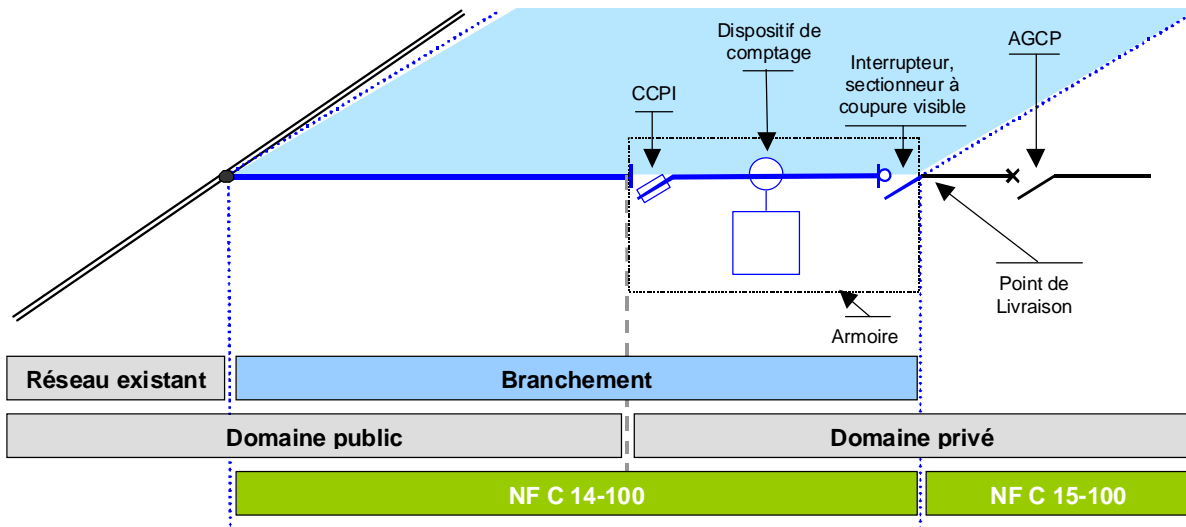 Dispositif de
comptage
AGCP
Interrupteur,
sectionneur à
coupure visible
CCPI
Point de
Livraison
Armoire
Réseau existant
Branchement
Domaine public
Domaine privé
NF C 14-100
NF C 15-100